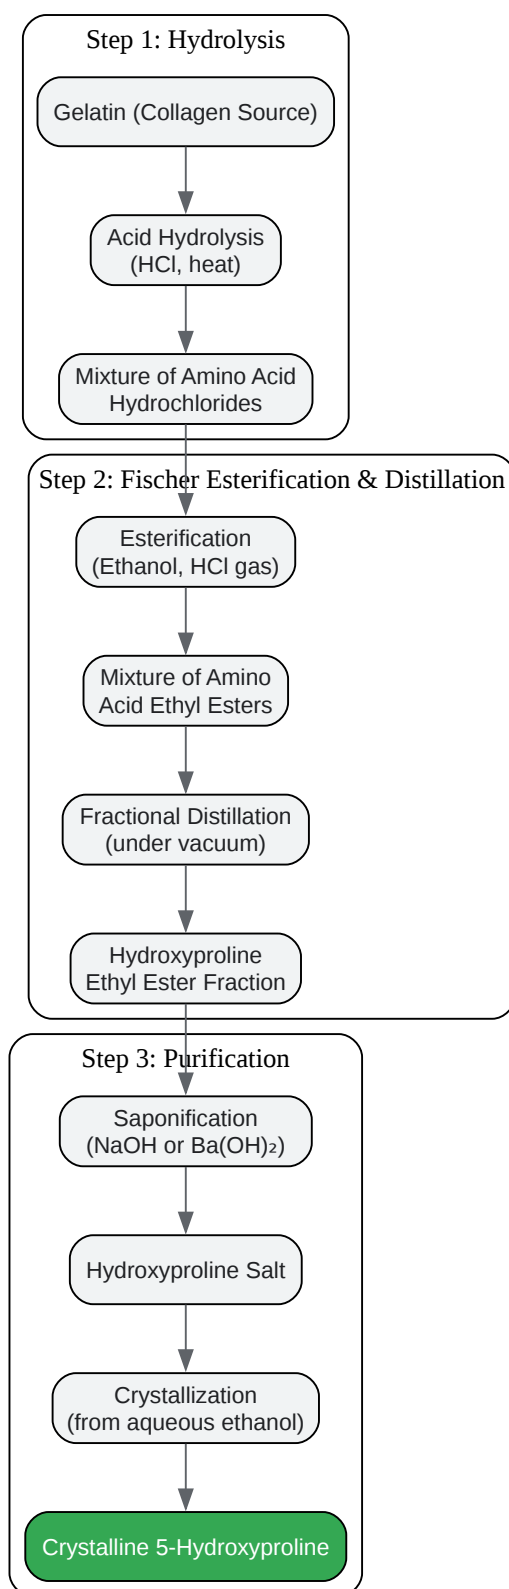 Step 1: Hydrolysis
Gelatin (Collagen Source)
Acid Hydrolysis
(HCl, heat)
Mixture of Amino Acid
Hydrochlorides
Step 2: Fischer Esterification & Distillation
Esterification
(Ethanol, HCl gas)
Mixture of Amino
Acid Ethyl Esters
Fractional Distillation
(under vacuum)
Hydroxyproline
Ethyl Ester Fraction
Step 3: Purification
Saponification
(NaOH or Ba(OH)₂)
Hydroxyproline Salt
Crystallization
(from aqueous ethanol)
Crystalline 5-Hydroxyproline